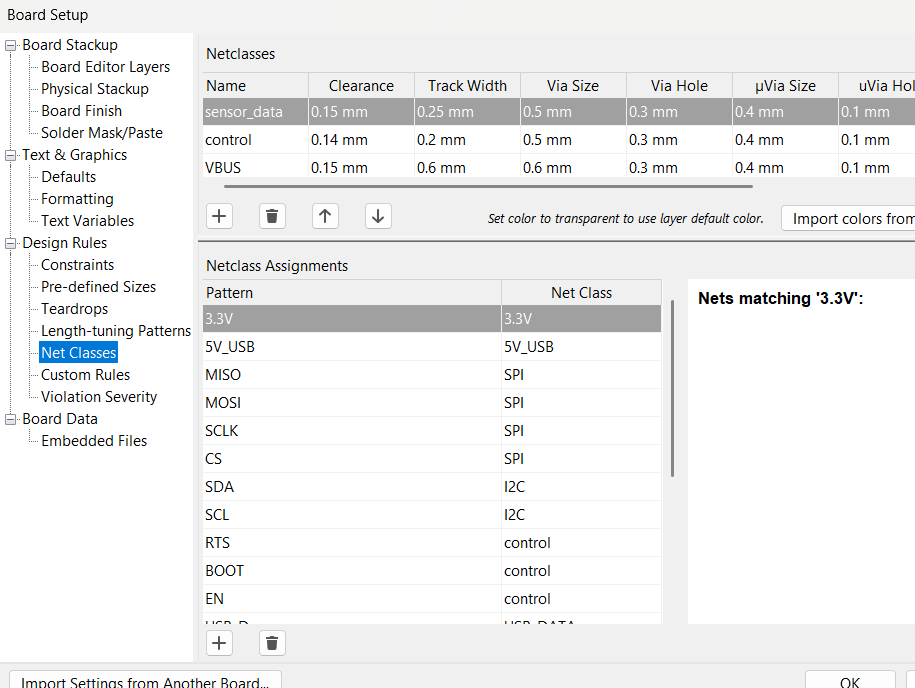 Board Setup
Board Stackup
Board Editor Layers
Physical Stackup
Board Finish
Solder Mask/Paste
Text & Graphics
Defaults
Formatting
Text Variables
Design Rules
Constraints
Pre-defined Sizes
Teardrops
Length-tuning Patterns
Net Classes
Custom Rules
Violation Severity
Board Data
Embedded Files
Netclasses
Name Clearance Track Width Via Size Via Hole µVia Size uVia Hol
sensor_data 0.15 mm 0.25 mm 0.5 mm 0.3 mm 0.4 mm 0.1 mm
control 0.14 mm 0.2 mm 0.5 mm 0.3 mm 0.4 mm 0.1 mm
VBUS 0.15 mm 0.6 mm 0.6 mm 0.3 mm 0.4 mm 0.1 mm
Set color to transparent to use layer default color. Import colors from
Netclass Assignments
Pattern Net Class
3.3V 3.3V
5V_USB 5V_USB
MISO SPI
MOSI SPI
SCLK SPI
CS SPI
SDA I2C
SCL I2C
RTS control
BOOT control
EN control
Nets matching '3.3V':
Import Settings from Another Board... OK